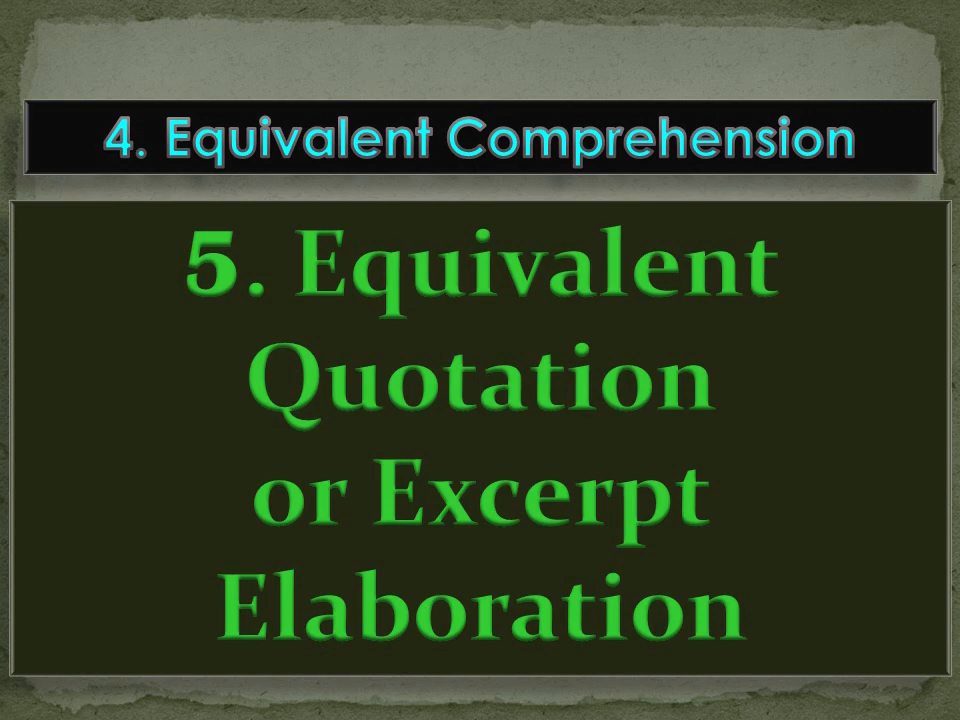 4. Equivalent Comprehension
5. Equivalent
Quotation
or Excerpt
Elaboration